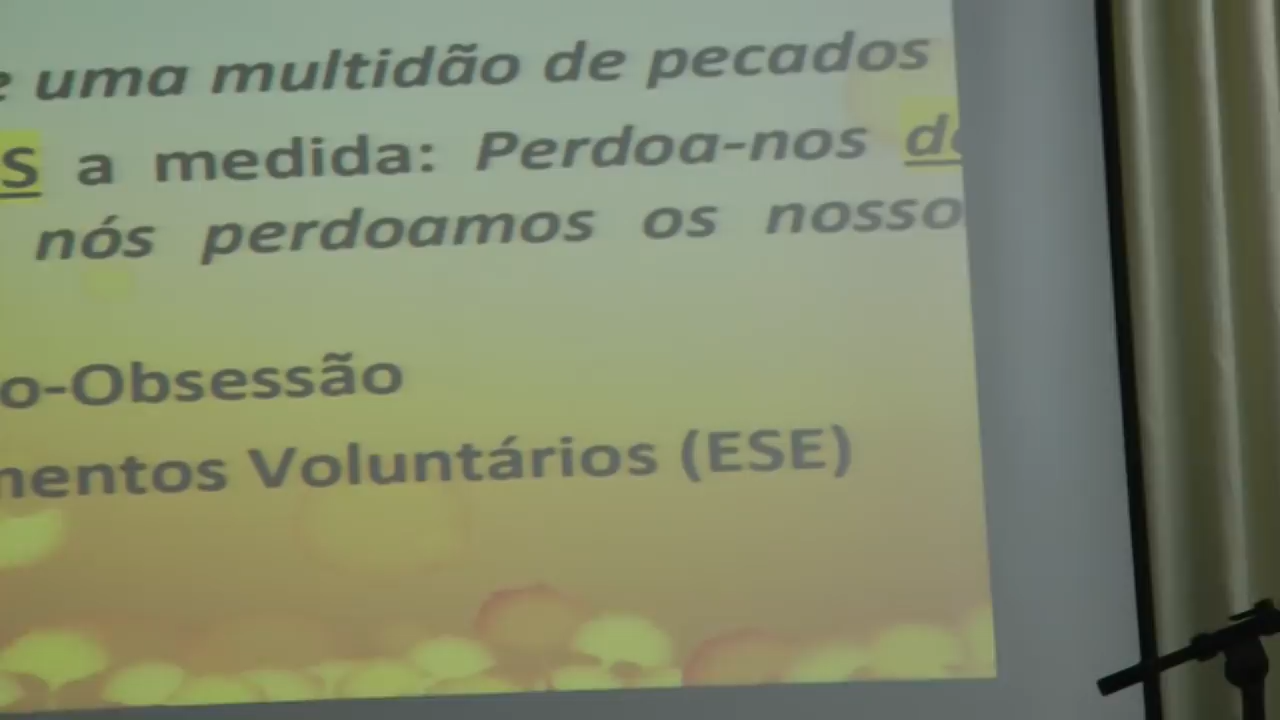 e uma multidão de pecados
S a medida: Perdoa-nos d
nós perdoamos os nosso
o-Obsessão
mentos Voluntários (ESE)